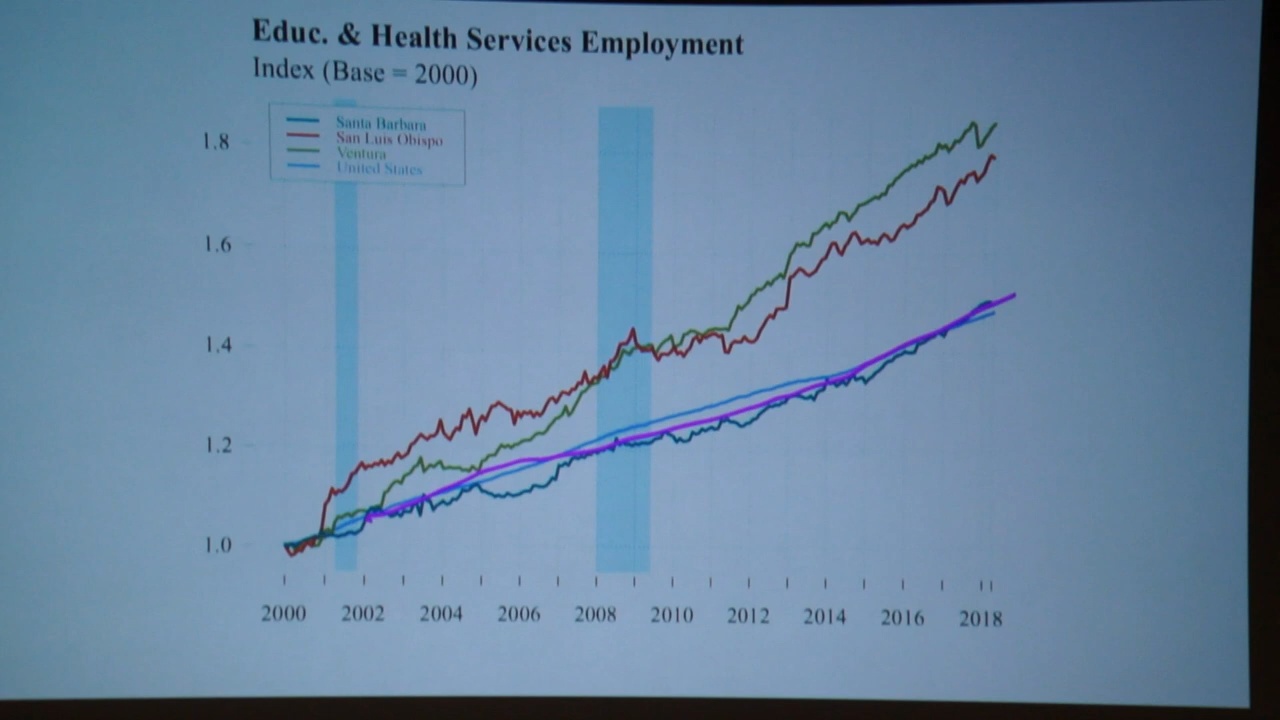 Educ. & Health Services Employment
Index (Base = 2000)
Santa Barbara
San Luis Obispo
Ventura
United States
1.8
1.6
1.4
1.2
1.0
2000 2002 2004 2006 2008 2010 2012 2014 2016 2018